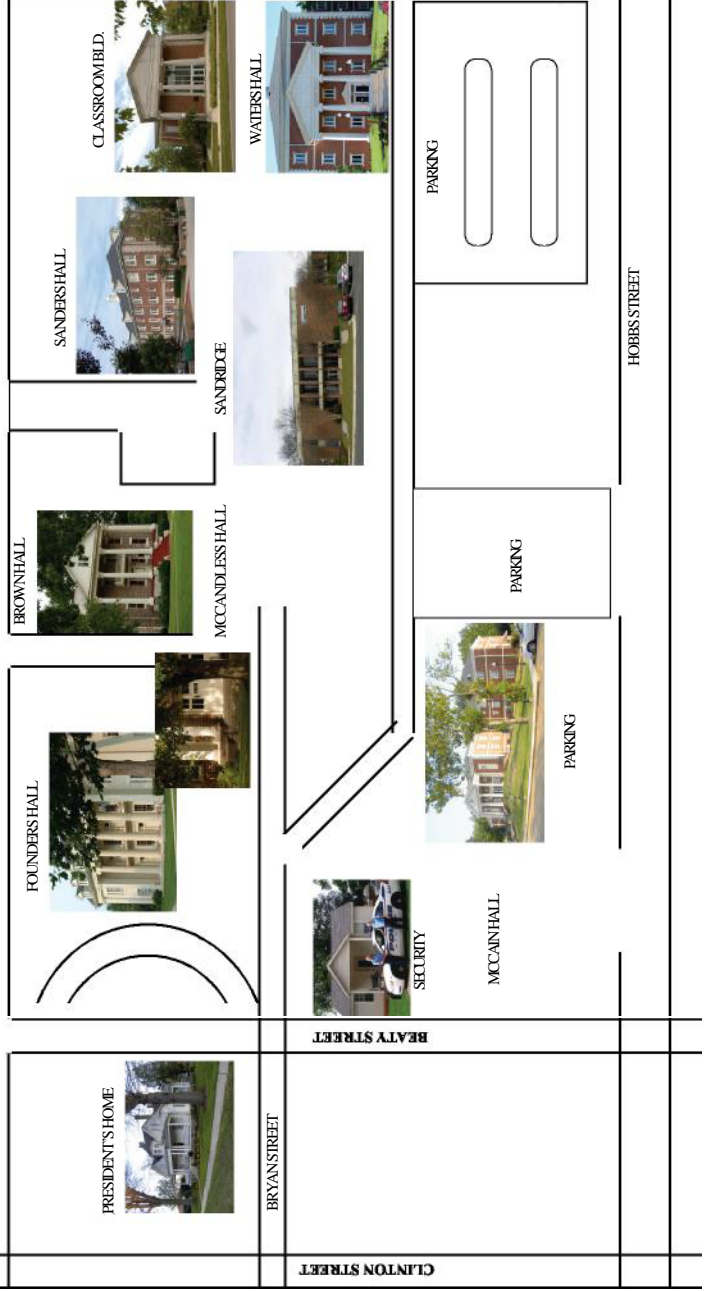 CLASSROOM BLD.
WATERS HALL
SANDERS HALL
SANDRIDGE
PARKING
HOBBS STREET
BROWN HALL
MCCANDLESS HALL
PARKING
FOUNDERS HALL
PARKING
SECURITY
MCCAIN HALL
BEATY STREET
PRESIDENT'S HOME
BRYAN STREET
CLINTON STREET